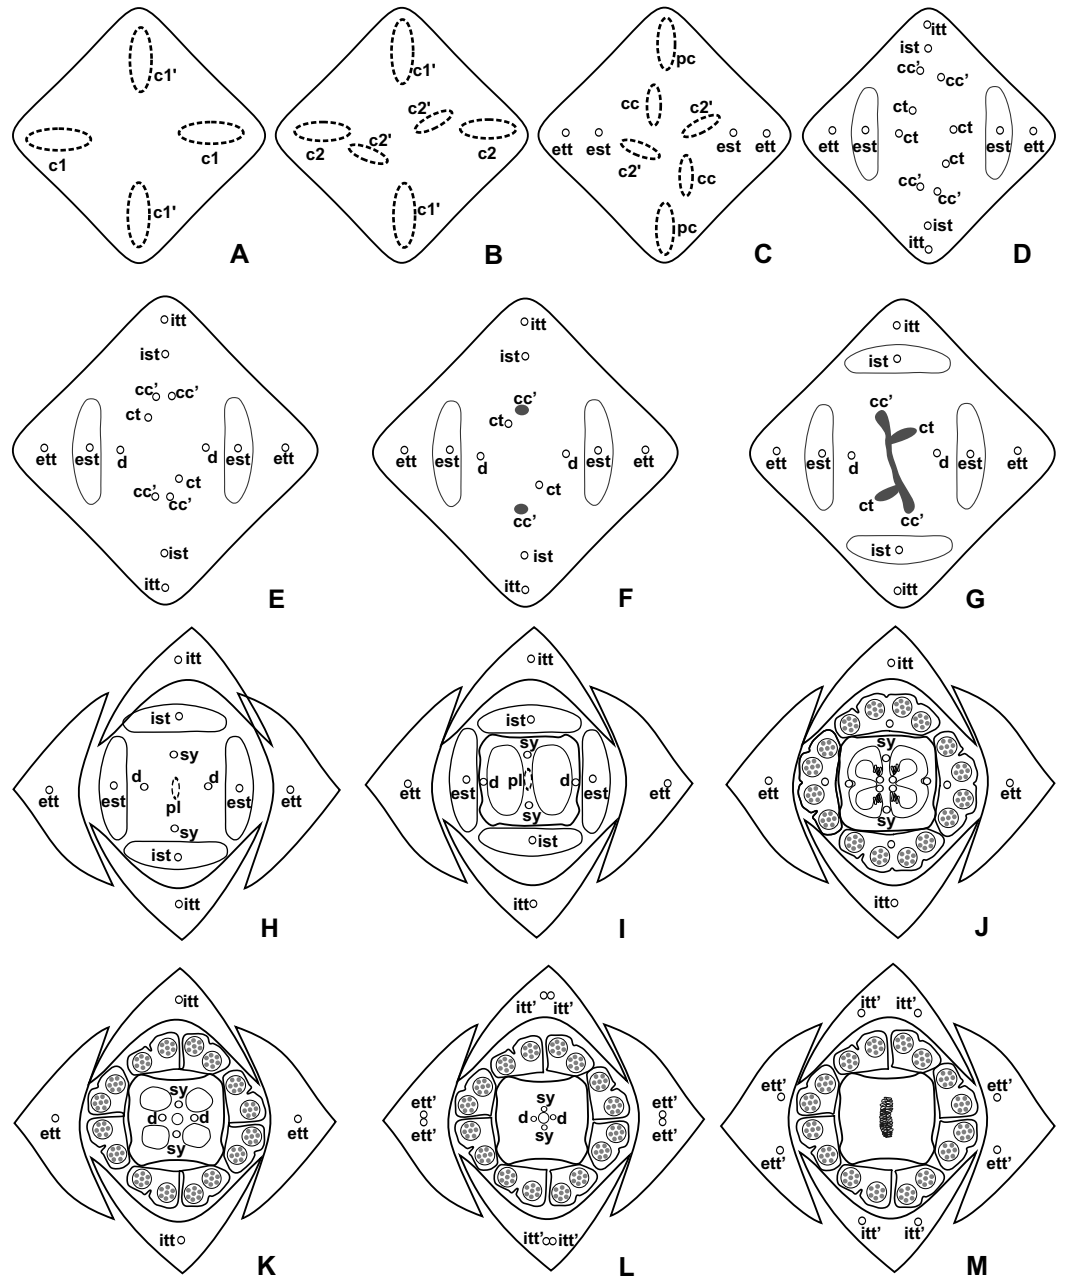 c1'
c1 c1
c1'
A
c1'
c2'
c2 c2' c2
c1'
B
pc
cc c2'
ett est est ett
c2' cc
pc
C
itt
ist
cc' cc'
ct
ett est ct ct est ett
ct
cc' cc'
ist
itt
D
itt
ist
cc' cc'
ct
ett est d d est ett
ct
cc' cc'
ist
itt
E
itt
ist
cc'
ct
ett est d d est ett
ct
cc'
ist
itt
F
itt
ist
cc'
ct
ett est d d est ett
ct
cc'
ist
itt
G
itt
ist
sy
d d
ett est est ett
pl
sy
ist
itt
H
itt
ist
sy
ett est d pl d est ett
sy
ist
itt
I
itt
sy
ett ett
sy
itt
J
itt
sy
d d
ett ett
sy
itt
K
itt' itt'
ett' sy ett'
d d
ett' sy ett'
itt' itt'
L
itt' itt'
ett' ett'
ett' ett'
itt' itt'
M